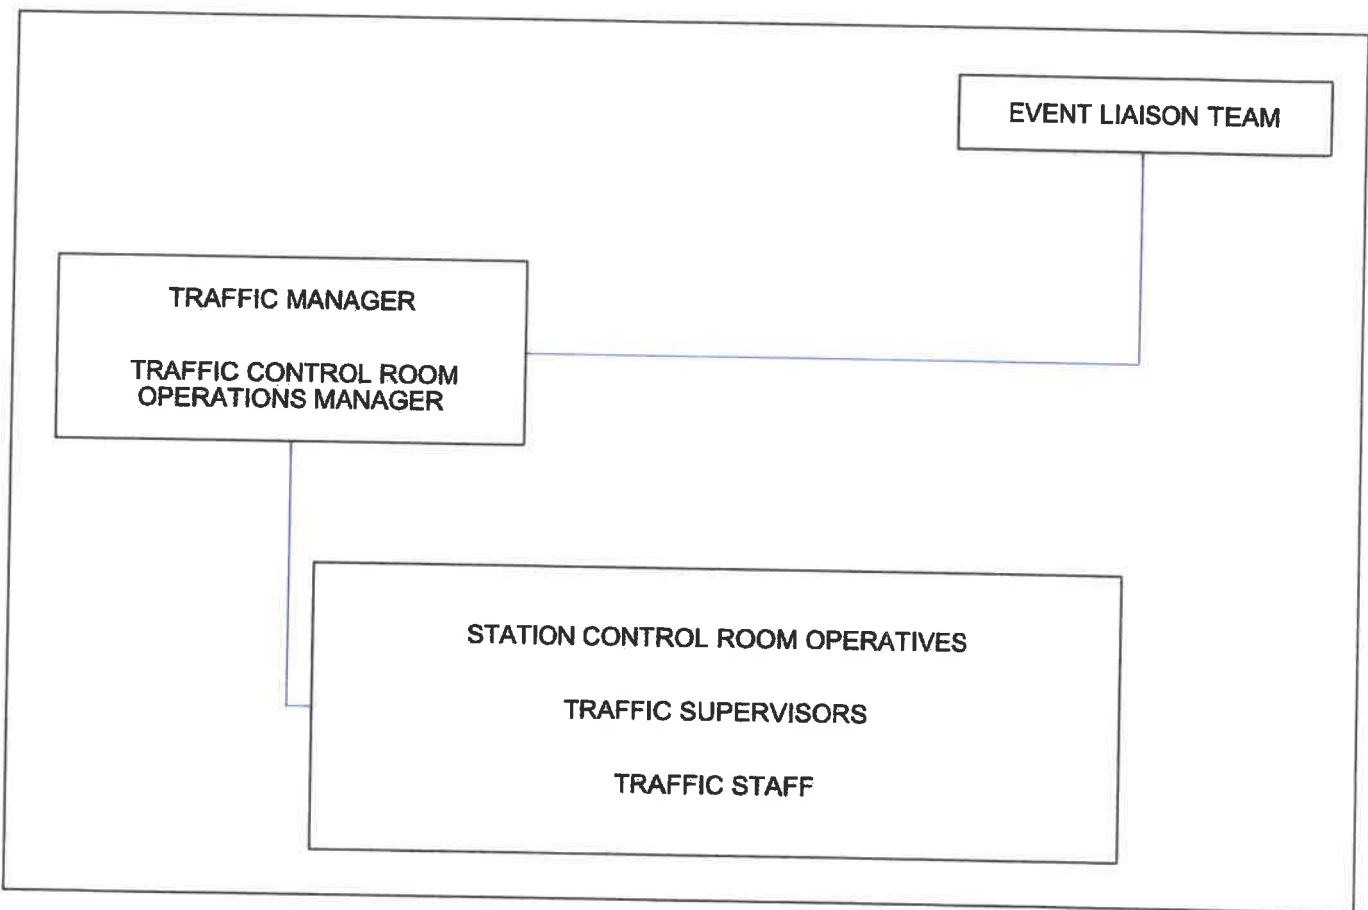 EVENT LIAISON TEAM
TRAFFIC MANAGER
TRAFFIC CONTROL ROOM
OPERATIONS MANAGER
STATION CONTROL ROOM OPERATIVES
TRAFFIC SUPERVISORS
TRAFFIC STAFF